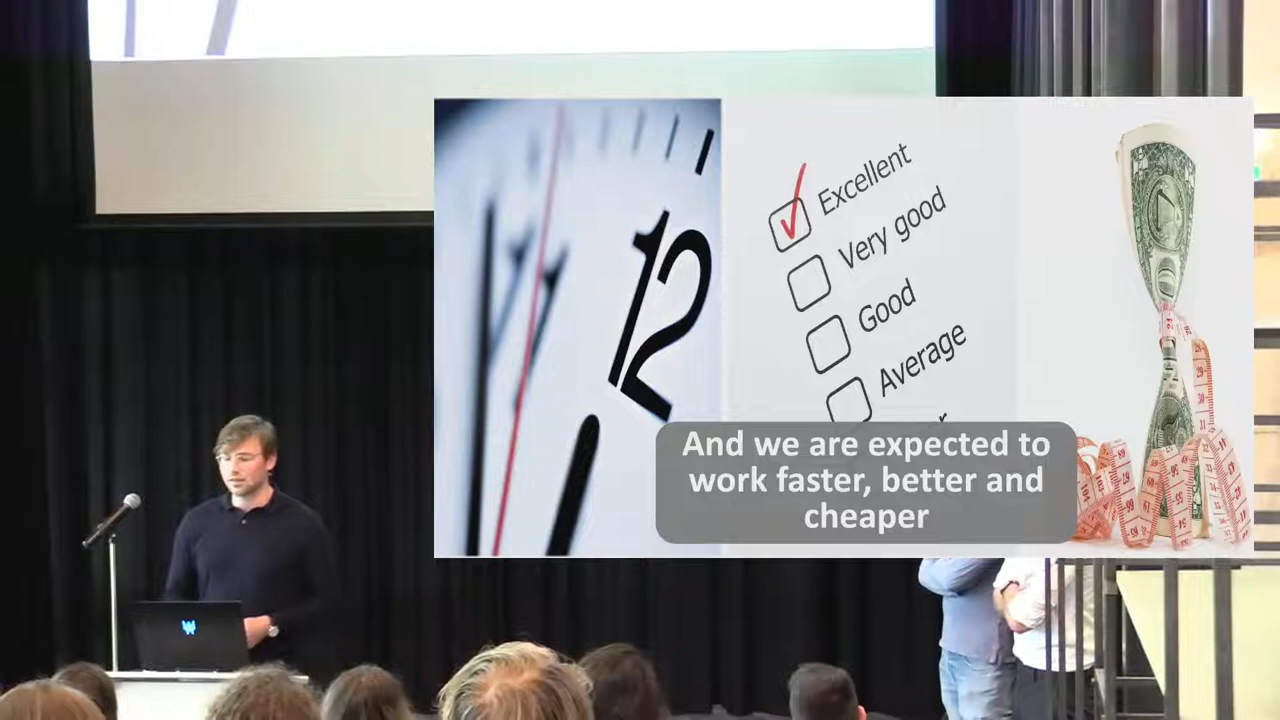 12
Excellent
Very good
Good
Average
And we are expected to
work faster, better and
cheaper